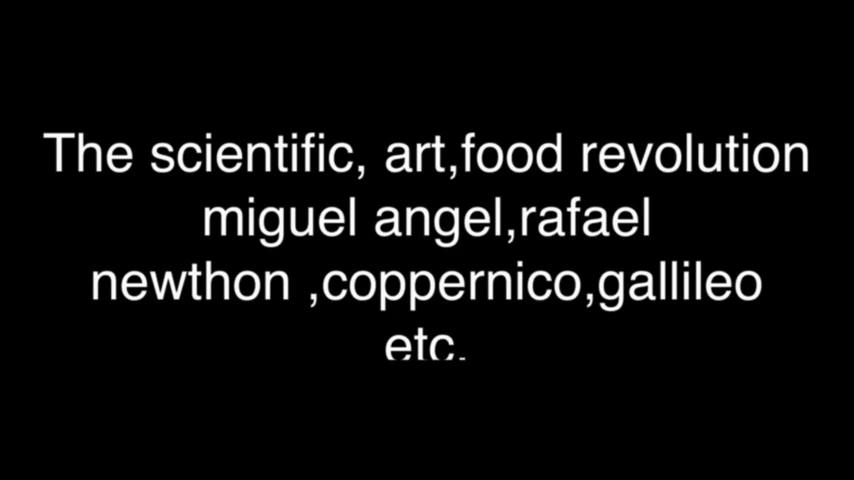 The scientific, art,food revolution
miguel angel,rafael
newthon ,coppernico,gallileo
etc.